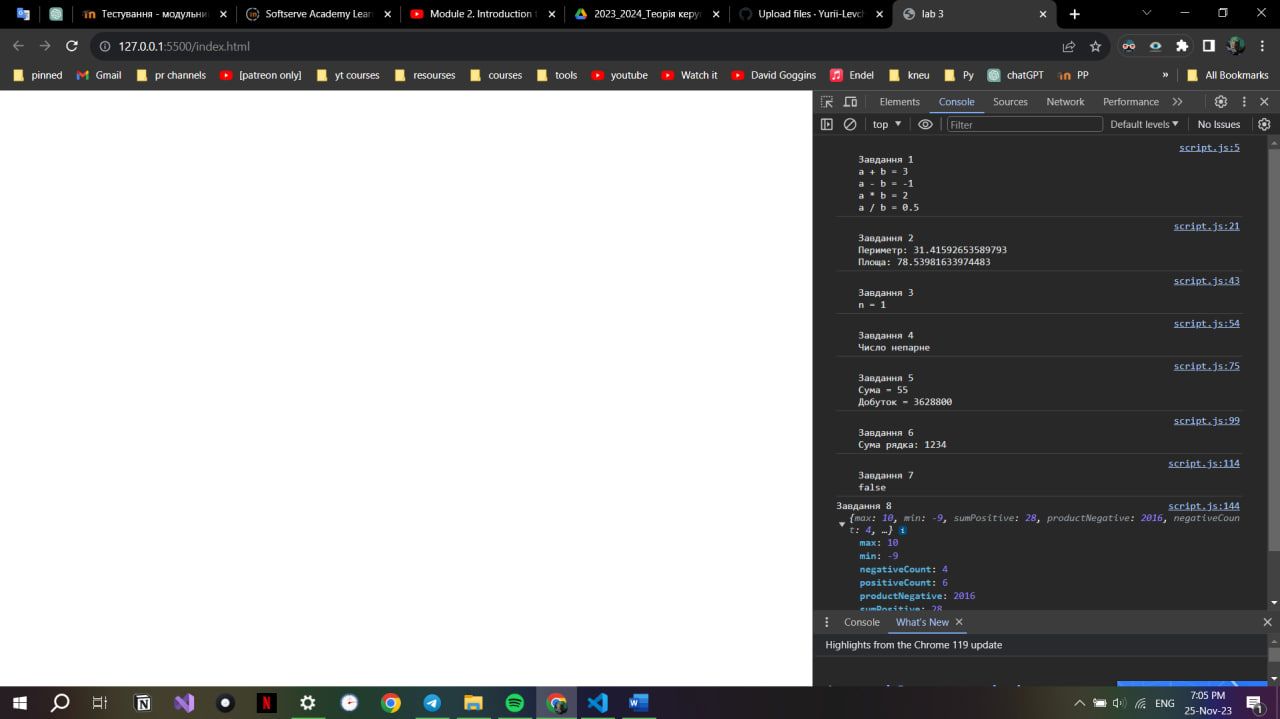 Тестування - модульни
Softserve Academy Lear
Module 2. Introduction t
2023_2024_Теорія керус
Upload files · Yurii-Levch
lab 3
127.0.0.1:5500/index.html
pinned
Gmail
pr channels
[patreon only]
yt courses
resourses
courses
tools
youtube
Watch it
David Goggins
Endel
kneu
Py
chatGPT
PP
»
All Bookmarks
Elements
Console
Sources
Network
Performance
top
Filter
Default levels
No Issues
script.js:5
Завдання 1
a + b = 3
a - b = -1
a * b = 2
a / b = 0.5
script.js:21
Завдання 2
Периметр: 31.41592653589793
Площа: 78.53981633974483
script.js:43
Завдання 3
n = 1
script.js:54
Завдання 4
Число непарне
script.js:75
Завдання 5
Сума = 55
Добуток = 3628800
script.js:99
Завдання 6
Сума рядка: 1234
script.js:114
Завдання 7
false
Завдання 8
script.js:144
{max: 10, min: -9, sumPositive: 28, productNegative: 2016, negativeCoun
t: 4, …}
max: 10
min: -9
negativeCount: 4
positiveCount: 6
productNegative: 2016
sumPositive: 28
Console
What's New
Highlights from the Chrome 119 update
ENG
7:05 PM
25-Nov-23
1